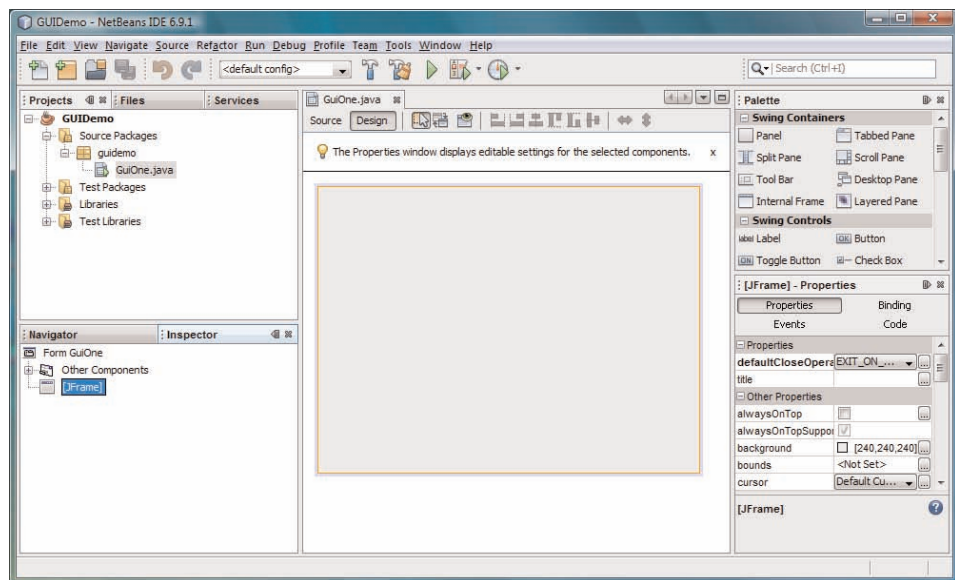 GUIDemo - NetBeans IDE 6.9.1
File Edit View Navigate Source Refactor Run Debug Profile Team Tools Window Help
<default config>
Search (Ctrl+I)
Projects Files Services
GUIDemo
Source Packages
guidemo
GuiOne.java
Test Packages
Libraries
Test Libraries
Navigator Inspector
Form GuiOne
Other Components
[JFrame]
GuiOne.java
Source Design
The Properties window displays editable settings for the selected components. x
Palette
Swing Containers
Panel Tabbed Pane
Split Pane Scroll Pane
Tool Bar Desktop Pane
Internal Frame Layered Pane
Swing Controls
label Label OK Button
ON Toggle Button Check Box
[JFrame] - Properties
Properties Binding
Events Code
Properties
defaultCloseOpera EXIT_ON_... ...
title ...
Other Properties
alwaysOnTop ...
alwaysOnTopSuppor
background [240,240,240] ...
bounds <Not Set> ...
cursor Default Cu... ...
[JFrame]